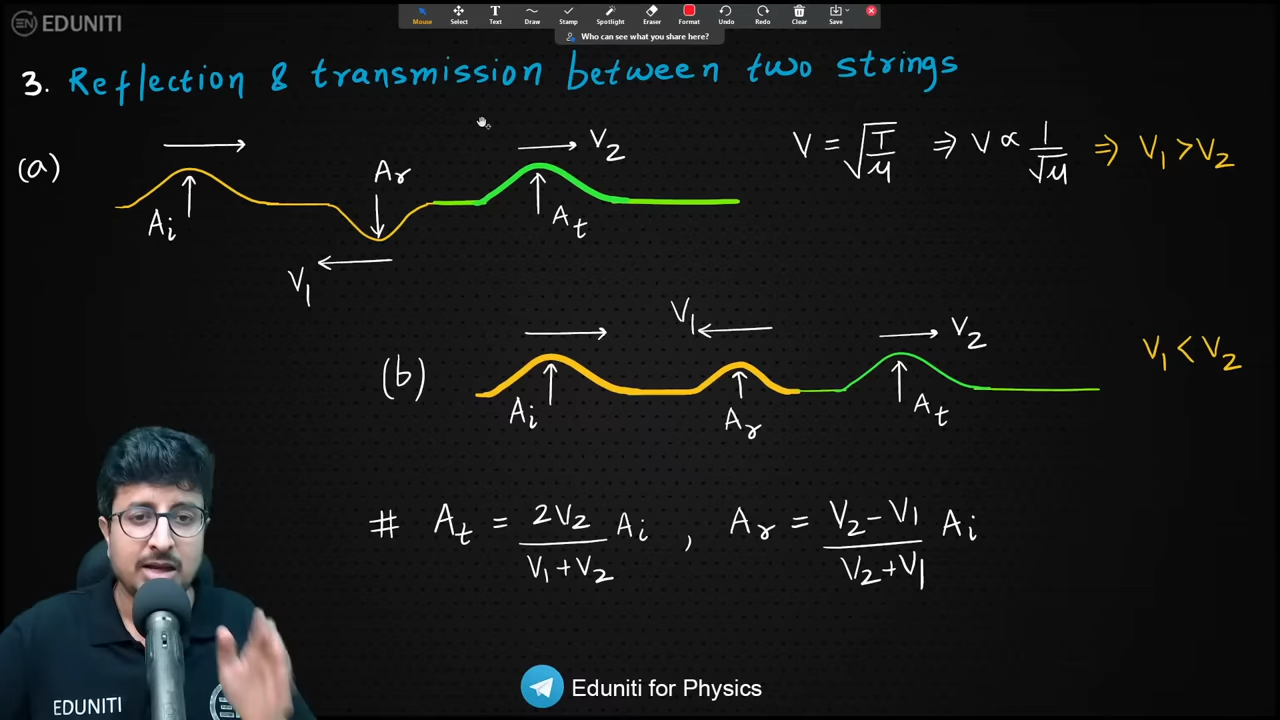 EDUNITI
Mouse Select Text Draw Stamp Spotlight Eraser Format Undo Redo Clear Save
Who can see what you share here?
3. Reflection & transmission between two strings
(a)
Ai
Ar
V1
V2
At
V = √(T/μ) ⇒ V ∝ 1/√μ ⇒ V1 > V2
(b)
Ai
V1
Ar
V2
At
V1 < V2
# At = 2V2/(V1 + V2) Ai , Ar = (V2 - V1)/(V2 + V1) Ai
EDUNITI
Eduniti for Physics